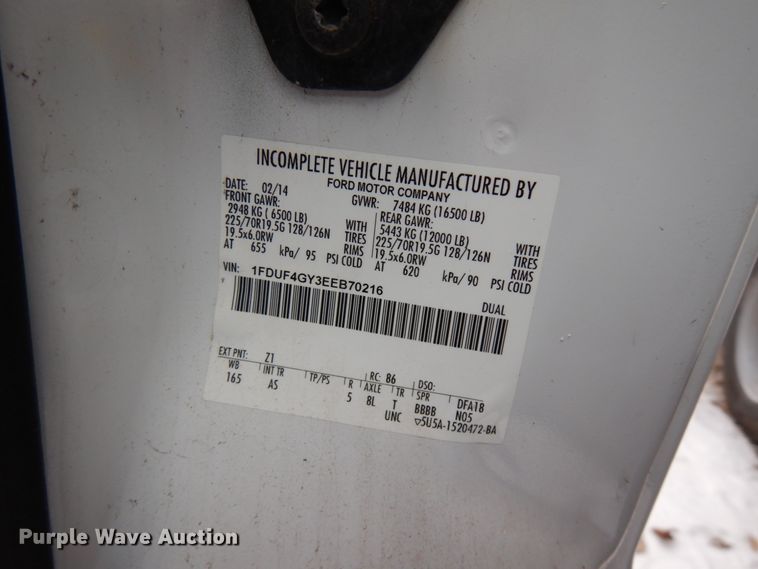 INCOMPLETE VEHICLE MANUFACTURED BY
FORD MOTOR COMPANY
DATE: 02/14 GVWR: 7484 KG (16500 LB)
FRONT GAWR: REAR GAWR:
2948 KG (6500 LB) WITH 5443 KG (12000 LB) WITH
225/70R19.5G 128/126N TIRES 225/70R19.5G 128/126N TIRES
19.5x6.0RW RIMS 19.5x6.0RW RIMS
AT 655 kPa/ 95 PSI COLD AT 620 kPa/ 90 PSI COLD
VIN: 1FDUF4GY3EEB70216 DUAL
EXT PNT: Z1 RC: 86 DSO:
WB INT TR TP/PS R AXLE TR SPR DFA18
165 AS 5 8L T BBBB N05
UNC ▽5U5A-1520472-BA
Purple Wave Auction